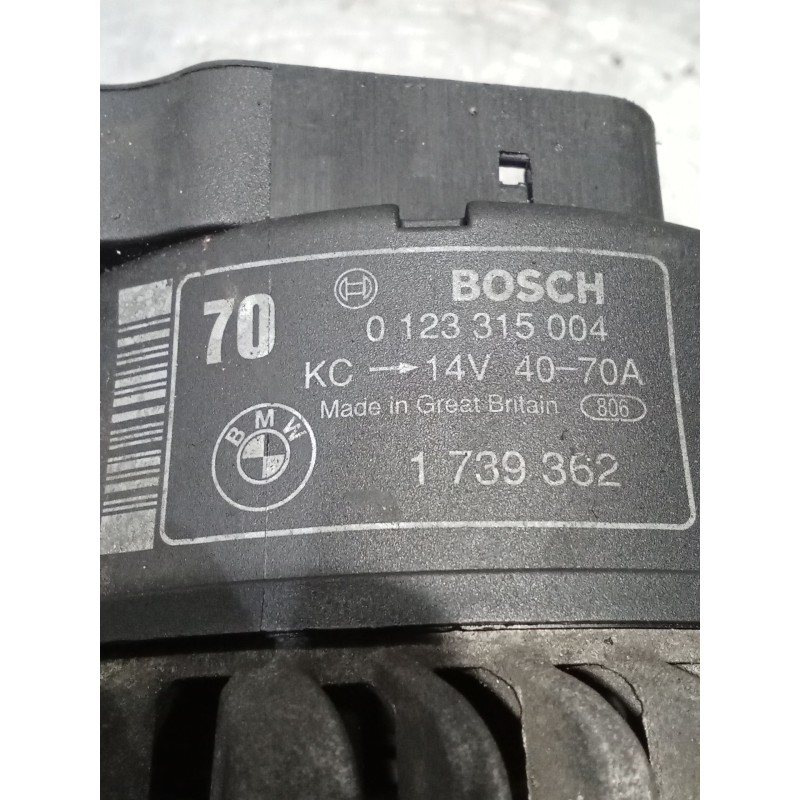 70
BOSCH
0 123 315 004
KC → 14V 40-70A
Made in Great Britain 806
BMW
1 739 362